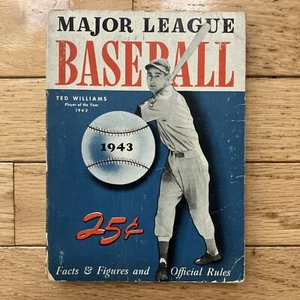 MAJOR LEAGUE
BASEBALL
TED WILLIAMS
Player of the Year
1942
1943
25¢
Facts & Figures and Official Rules